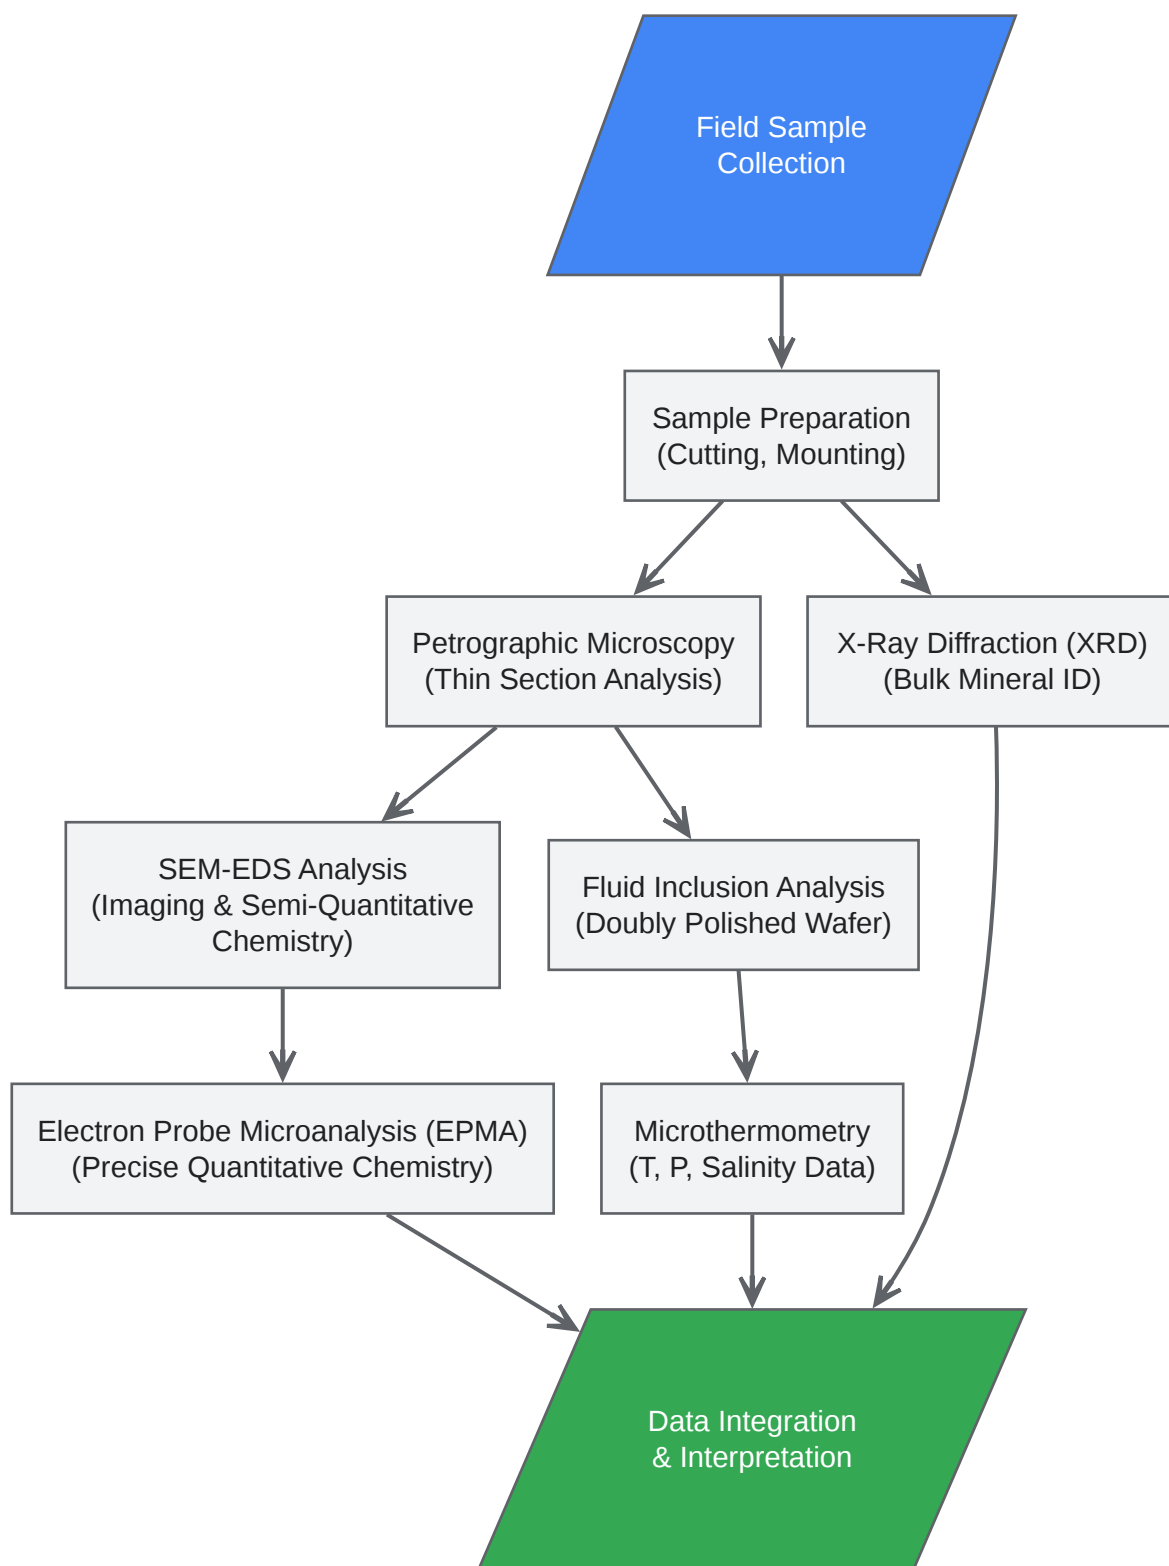 Field Sample
Collection
Sample Preparation
(Cutting, Mounting)
Petrographic Microscopy
(Thin Section Analysis)
X-Ray Diffraction (XRD)
(Bulk Mineral ID)
SEM-EDS Analysis
(Imaging & Semi-Quantitative
Chemistry)
Fluid Inclusion Analysis
(Doubly Polished Wafer)
Electron Probe Microanalysis (EPMA)
(Precise Quantitative Chemistry)
Microthermometry
(T, P, Salinity Data)
Data Integration
& Interpretation